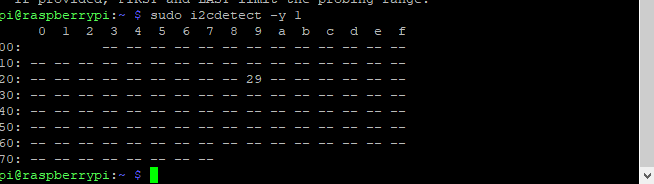 if provided, FIRST and LAST limit the probing range.
pi@raspberrypi:~ $ sudo i2cdetect -y 1
     0  1  2  3  4  5  6  7  8  9  a  b  c  d  e  f
00:          -- -- -- -- -- -- -- -- -- -- -- -- --
10: -- -- -- -- -- -- -- -- -- -- -- -- -- -- -- --
20: -- -- -- -- -- -- -- -- -- 29 -- -- -- -- -- --
30: -- -- -- -- -- -- -- -- -- -- -- -- -- -- -- --
40: -- -- -- -- -- -- -- -- -- -- -- -- -- -- -- --
50: -- -- -- -- -- -- -- -- -- -- -- -- -- -- -- --
60: -- -- -- -- -- -- -- -- -- -- -- -- -- -- -- --
70: -- -- -- -- -- -- -- --
pi@raspberrypi:~ $